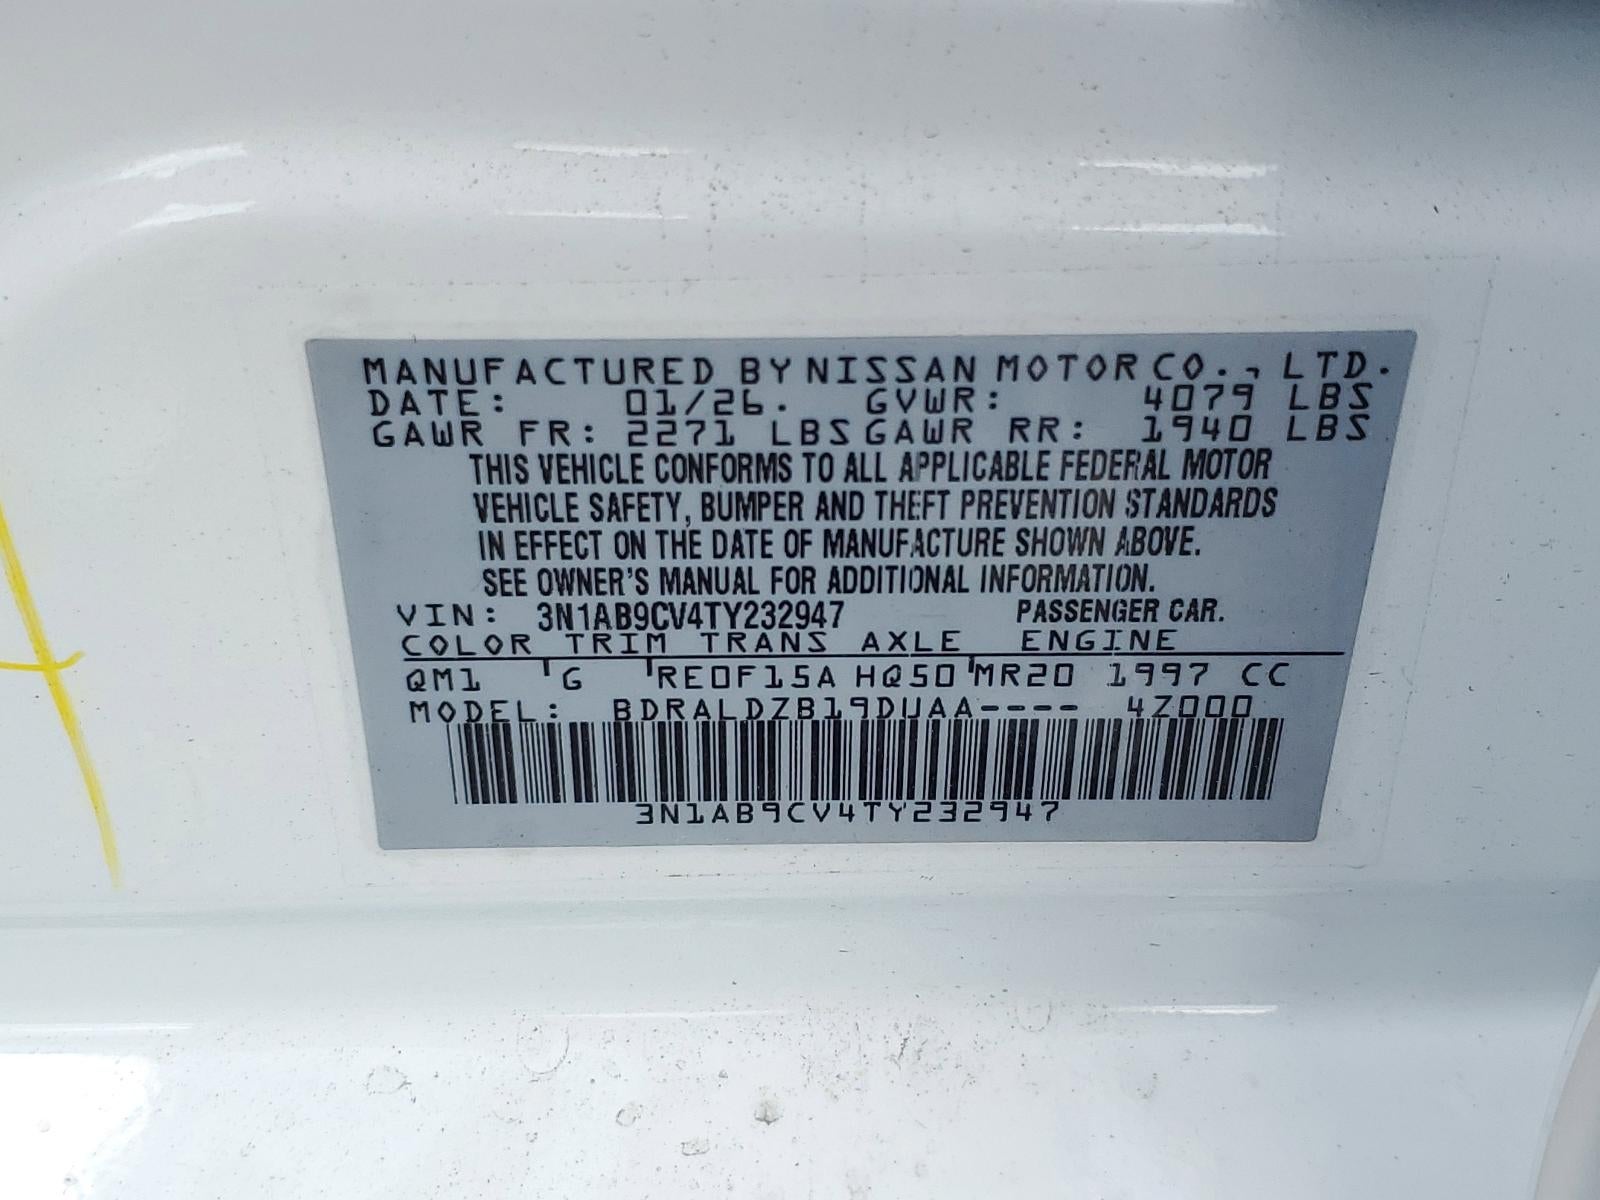 MANUFACTURED BY NISSAN MOTOR CO., LTD.
DATE: 01/26. GVWR: 4079 LBS
GAWR FR: 2271 LBS GAWR RR: 1940 LBS
THIS VEHICLE CONFORMS TO ALL APPLICABLE FEDERAL MOTOR
VEHICLE SAFETY, BUMPER AND THEFT PREVENTION STANDARDS
IN EFFECT ON THE DATE OF MANUFACTURE SHOWN ABOVE.
SEE OWNER'S MANUAL FOR ADDITIONAL INFORMATION.
VIN: 3N1AB9CV4TY232947 PASSENGER CAR.
COLOR TRIM TRANS AXLE ENGINE
QM1 G RE0F15A HQ50 MR20 1997 CC
MODEL: BDRALDZB19DUAA---- 4Z000
3N1AB9CV4TY232947